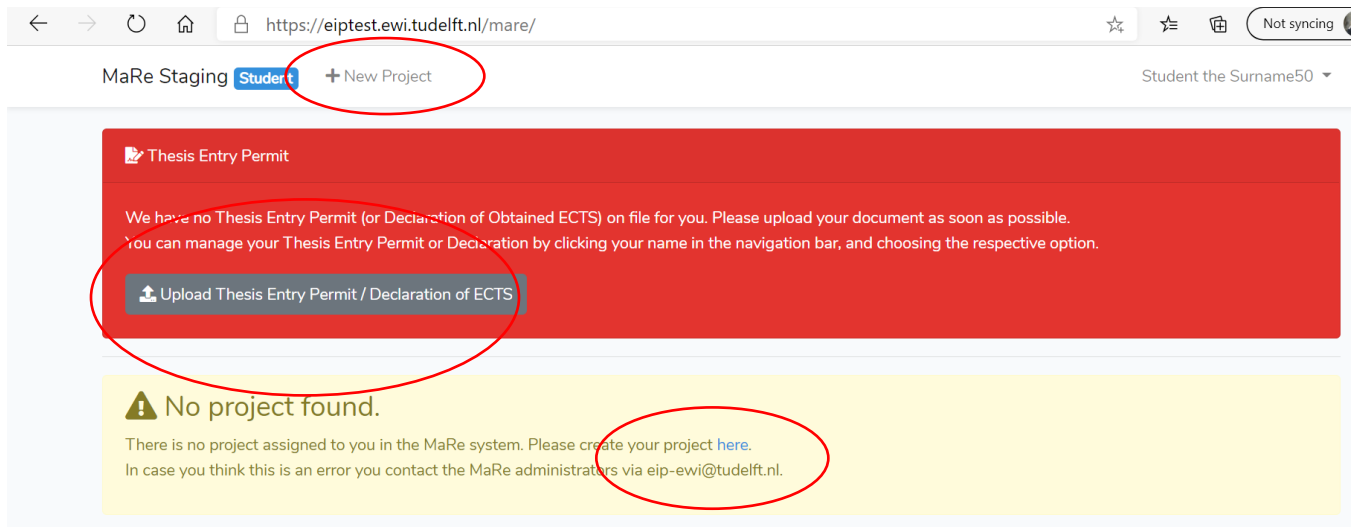 https://eiptest.ewi.tudelft.nl/mare/ Not syncing
MaRe Staging Student + New Project Student the Surname50
Thesis Entry Permit
We have no Thesis Entry Permit (or Declaration of Obtained ECTS) on file for you. Please upload your document as soon as possible.
You can manage your Thesis Entry Permit or Declaration by clicking your name in the navigation bar, and choosing the respective option.
Upload Thesis Entry Permit / Declaration of ECTS
No project found.
There is no project assigned to you in the MaRe system. Please create your project here.
In case you think this is an error you contact the MaRe administrators via eip-ewi@tudelft.nl.